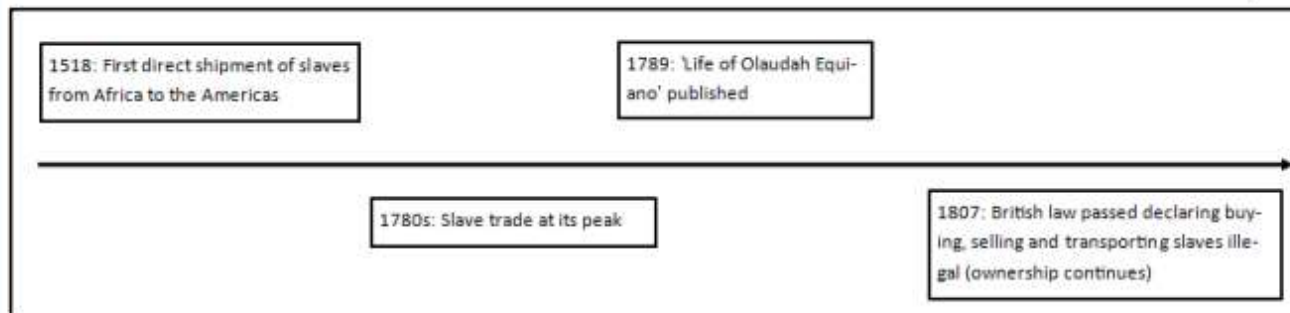 1518: First direct shipment of slaves
from Africa to the Americas
1789: 'Life of Olaudah Equi-
ano' published
1780s: Slave trade at its peak
1807: British law passed declaring buy-
ing, selling and transporting slaves ille-
gal (ownership continues)